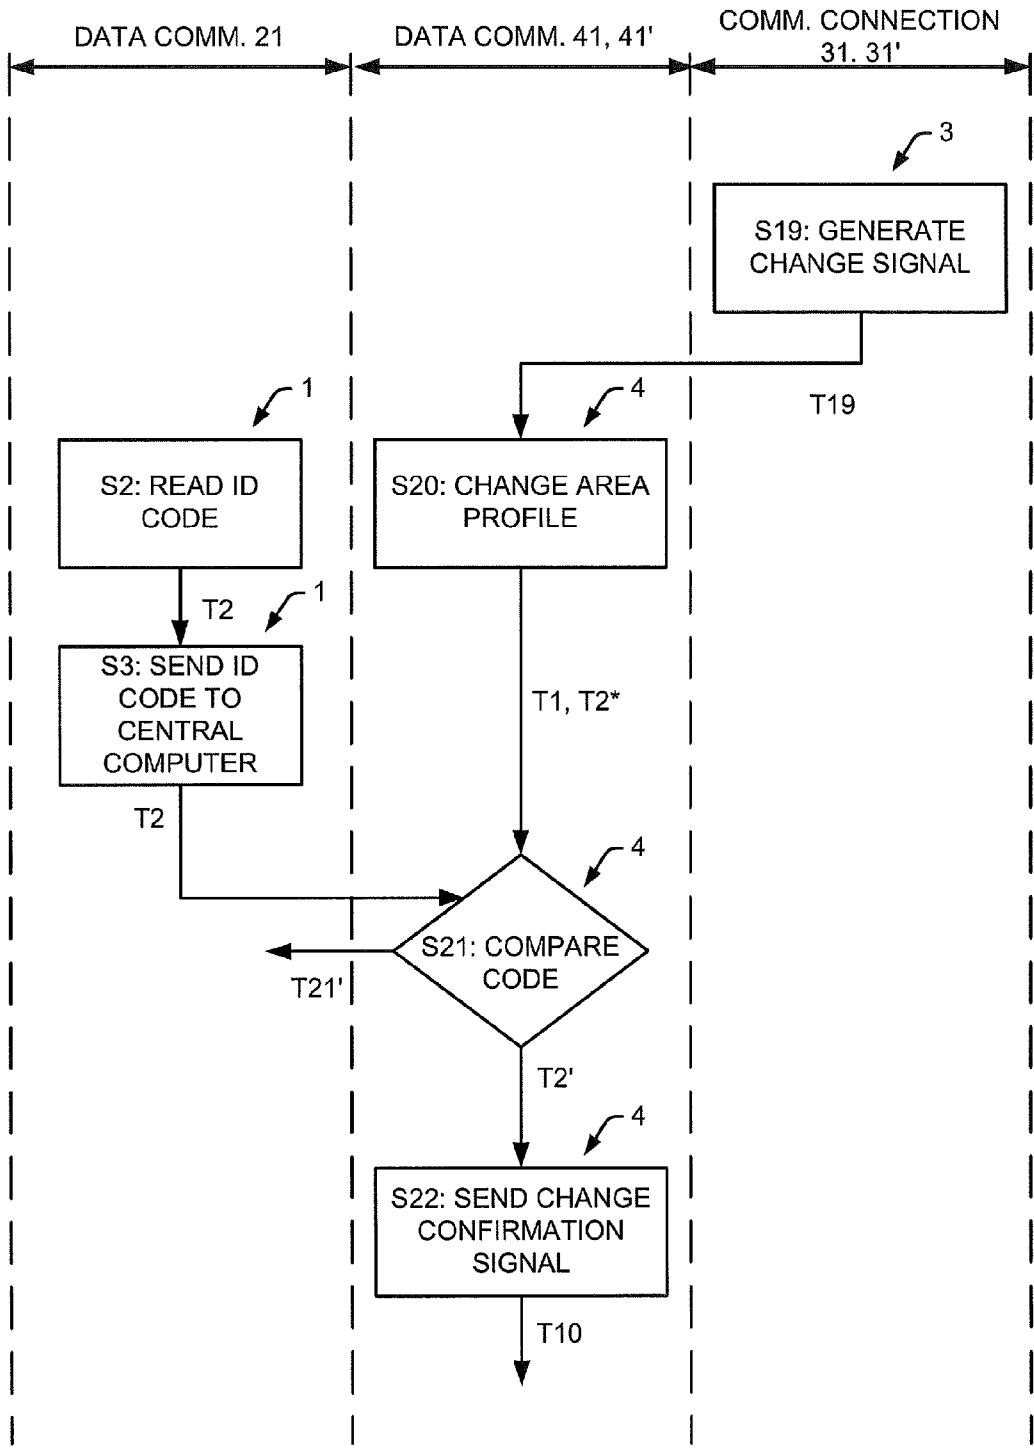 DATA COMM. 21
DATA COMM. 41, 41'
COMM. CONNECTION
31. 31'
3
S19: GENERATE
CHANGE SIGNAL
T19
1
4
S2: READ ID
CODE
S20: CHANGE AREA
PROFILE
T2
1
S3: SEND ID
CODE TO
CENTRAL
COMPUTER
T1, T2*
T2
4
S21: COMPARE
CODE
T21'
T2'
4
S22: SEND CHANGE
CONFIRMATION
SIGNAL
T10